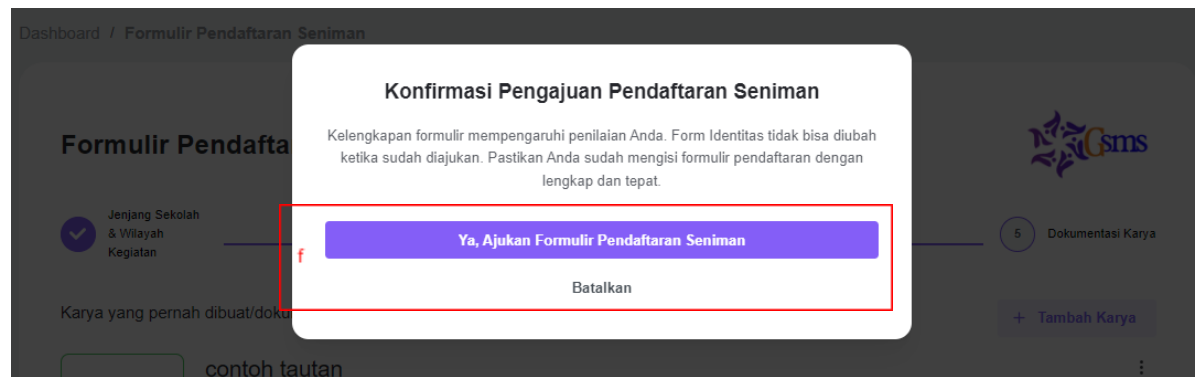 Dashboard / Formulir Pendaftaran Seniman
Konfirmasi Pengajuan Pendaftaran Seniman
Kelengkapan formulir mempengaruhi penilaian Anda. Form Identitas tidak bisa diubah
ketika sudah diajukan. Pastikan Anda sudah mengisi formulir pendaftaran dengan
lengkap dan tepat.
Formulir Pendafta
Gsms
Jenjang Sekolah
& Wilayah
Kegiatan
f
Ya, Ajukan Formulir Pendaftaran Seniman
Batalkan
5 Dokumentasi Karya
Karya yang pernah dibuat/doku
+ Tambah Karya
contoh tautan